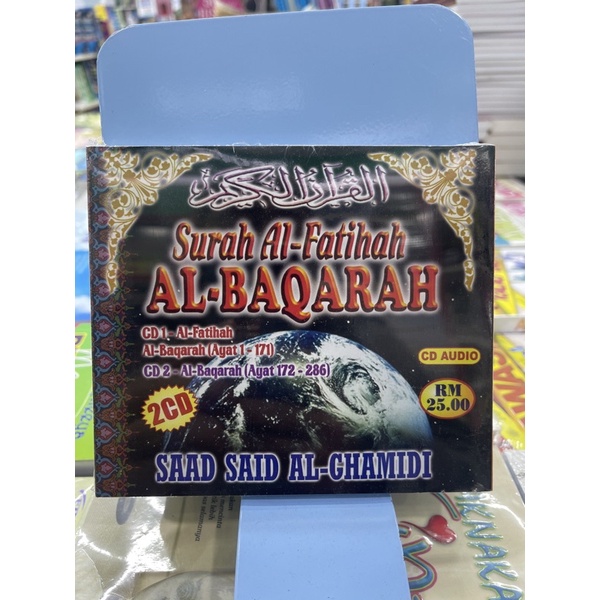 القرآن الكريم
Surah Al-Fatihah
AL-BAQARAH
CD 1 - Al-Fatihah
Al-Baqarah (Ayat 1 - 171)
CD 2 - Al-Baqarah (Ayat 172 - 286)
CD AUDIO
2CD
RM
25.00
SAAD SAID AL-GHAMIDI